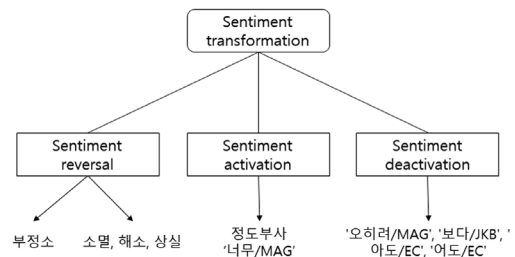 Sentiment
transformation
Sentiment
reversal
Sentiment
activation
Sentiment
deactivation
부정소
소멸, 해소, 상실
정도부사
'너무/MAG'
'오히려/MAG', '보다/JKB', '
아도/EC', '어도/EC'